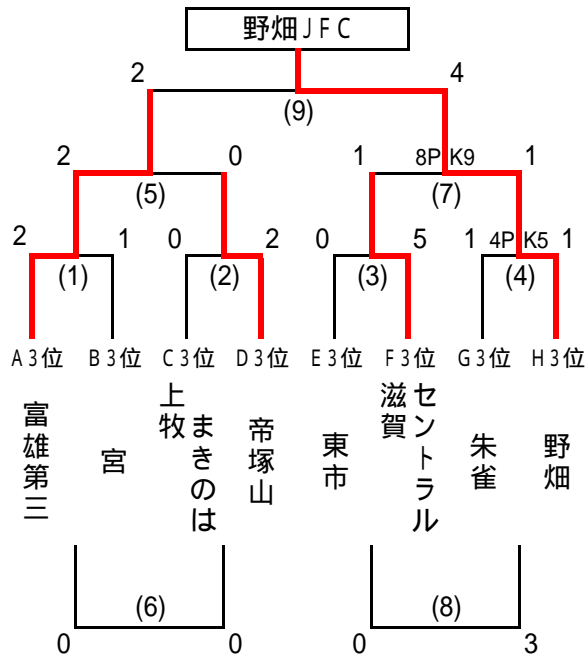 野畑JFC
2 4
(9)
2 0 1 8P K9 1
(5) (7)
2 1 0 2 0 5 1 4P K5 1
(1) (2) (3) (4)
A3位 B3位 C3位 D3位 E3位 F3位 G3位 H3位
富雄第三
宮
上牧
まきのは
帝塚山
東市
滋賀
セントラル
朱雀
野畑
(6) (8)
0 0 0 3